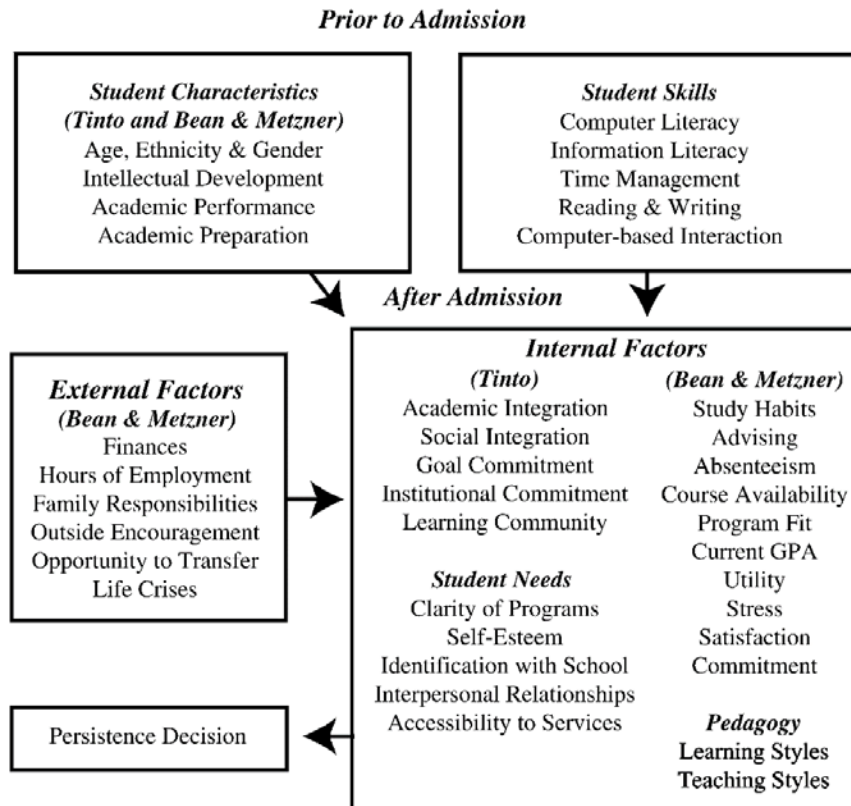 Prior to Admission
Student Characteristics
(Tinto and Bean & Metzner)
Age, Ethnicity & Gender
Intellectual Development
Academic Performance
Academic Preparation
Student Skills
Computer Literacy
Information Literacy
Time Management
Reading & Writing
Computer-based Interaction
After Admission
External Factors
(Bean & Metzner)
Finances
Hours of Employment
Family Responsibilities
Outside Encouragement
Opportunity to Transfer
Life Crises
Internal Factors
(Tinto)
Academic Integration
Social Integration
Goal Commitment
Institutional Commitment
Learning Community
Student Needs
Clarity of Programs
Self-Esteem
Identification with School
Interpersonal Relationships
Accessibility to Services
(Bean & Metzner)
Study Habits
Advising
Absenteeism
Course Availability
Program Fit
Current GPA
Utility
Stress
Satisfaction
Commitment
Pedagogy
Learning Styles
Teaching Styles
Persistence Decision